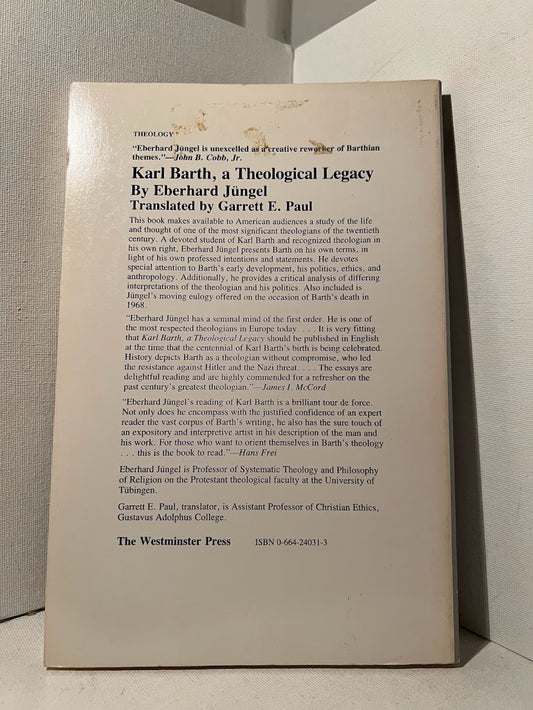 THEOLOGY
"Eberhard Jüngel is unexcelled as a creative reworker of Barthian
themes."—John B. Cobb, Jr.
Karl Barth, a Theological Legacy
By Eberhard Jüngel
Translated by Garrett E. Paul
This book makes available to American audiences a study of the life
and thought of one of the most significant theologians of the twentieth
century. A devoted student of Karl Barth and recognized theologian in
his own right, Eberhard Jüngel presents Barth on his own terms, in
light of his own professed intentions and statements. He devotes
special attention to Barth's early development, his politics, ethics, and
anthropology. Additionally, he provides a critical analysis of differing
interpretations of the theologian and his politics. Also included is
Jüngel's moving eulogy offered on the occasion of Barth's death in
1968.
"Eberhard Jüngel has a seminal mind of the first order. He is one of
the most respected theologians in Europe today. . . . It is very fitting
that Karl Barth, a Theological Legacy should be published in English
at the time that the centennial of Karl Barth's birth is being celebrated.
History depicts Barth as a theologian without compromise, who led
the resistance against Hitler and the Nazi threat. . . . The essays are
delightful reading and are highly commended for a refresher on the
past century's greatest theologian."—James I. McCord
"Eberhard Jüngel's reading of Karl Barth is a brilliant tour de force.
Not only does he encompass with the justified confidence of an expert
reader the vast corpus of Barth's writing, he also has the sure touch of
an expository and interpretive artist in his description of the man and
his work. For those who want to orient themselves in Barth's theology
. . . this is the book to read."—Hans Frei
Eberhard Jüngel is Professor of Systematic Theology and Philosophy
of Religion on the Protestant theological faculty at the University of
Tübingen.
Garrett E. Paul, translator, is Assistant Professor of Christian Ethics,
Gustavus Adolphus College.
The Westminster Press ISBN 0-664-24031-3